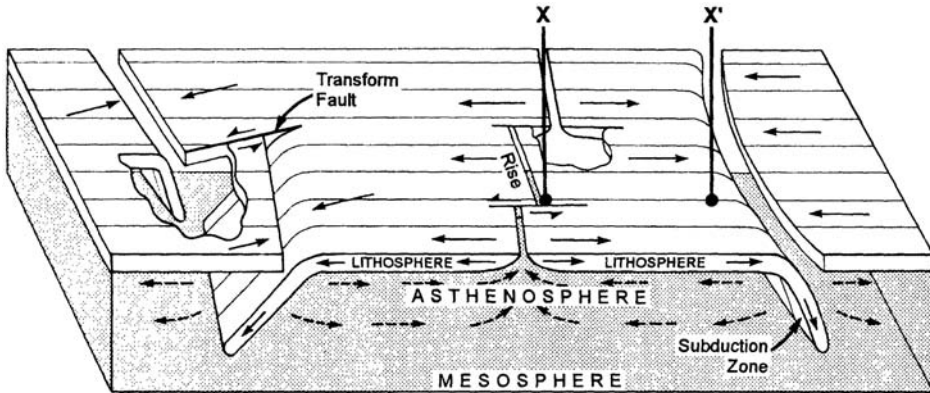 X X'
Transform
Fault
Rise
LITHOSPHERE LITHOSPHERE
ASTHENOSPHERE
Subduction
Zone
MESOSPHERE